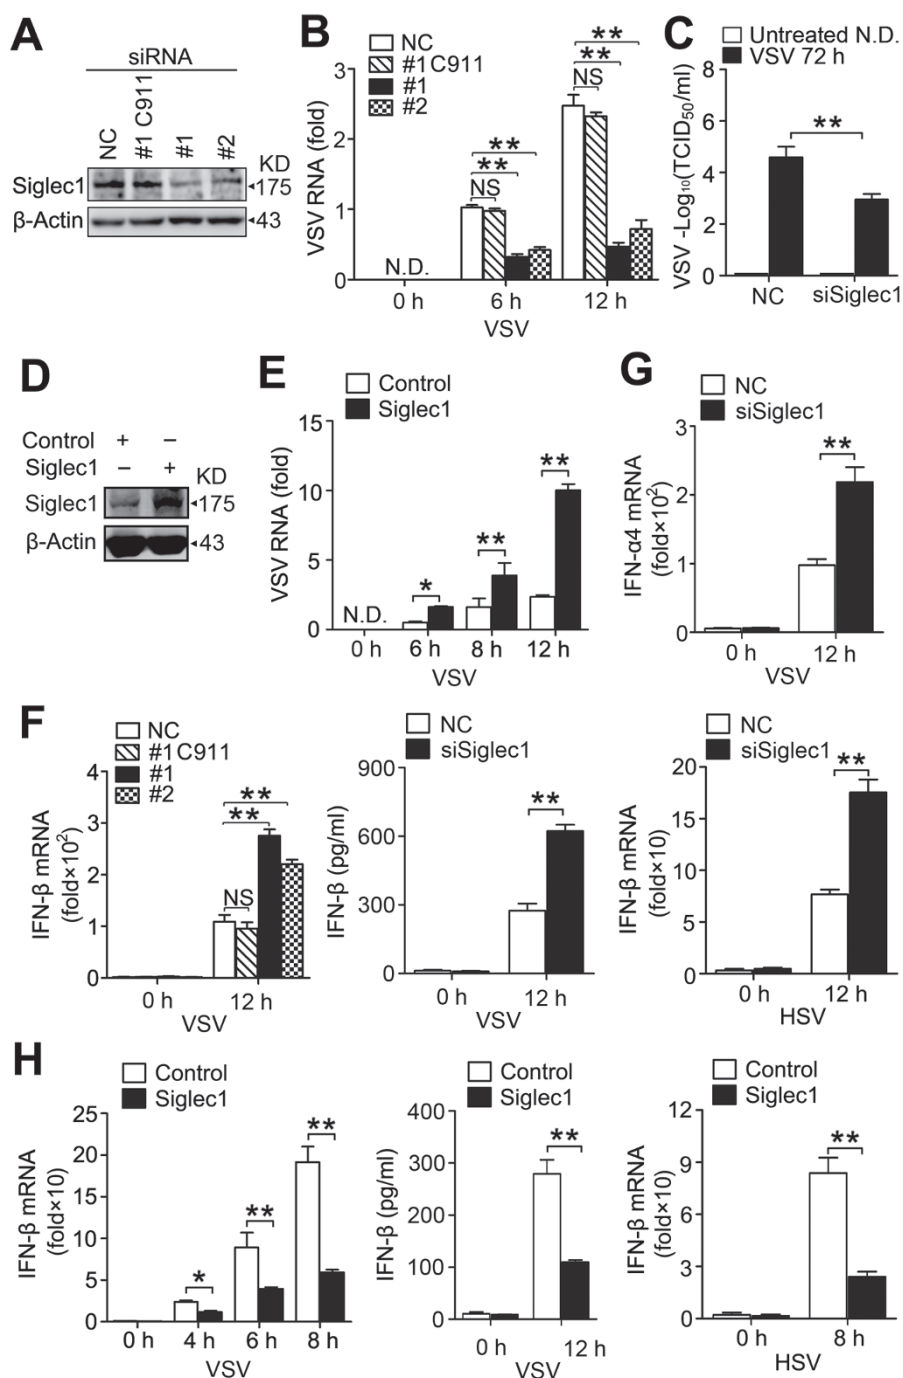 A
siRNA
NC
#1 C911
#1
#2
KD
Siglec1
175
β-Actin
43
B
NC
#1 C911
#1
#2
VSV RNA (fold)
3
2
1
0
N.D.
NS
**
**
NS
**
**
0 h
6 h
12 h
VSV
C
Untreated N.D.
VSV 72 h
VSV -Log10(TCID50/ml)
8
6
4
2
0
**
NC
siSiglec1
D
Control + −
Siglec1 − +
KD
Siglec1
175
β-Actin
43
E
Control
Siglec1
VSV RNA (fold)
15
10
5
0
N.D.
*
**
**
0 h
6 h
8 h
12 h
VSV
G
NC
siSiglec1
IFN-α4 mRNA
(fold×10²)
3
2
1
0
**
0 h
12 h
VSV
F
NC
#1 C911
#1
#2
IFN-β mRNA
(fold×10²)
4
3
2
1
0
NS
**
**
0 h
12 h
VSV
NC
siSiglec1
IFN-β (pg/ml)
900
600
300
0
**
0 h
12 h
VSV
NC
siSiglec1
IFN-β mRNA
(fold×10)
20
15
10
5
0
**
0 h
12 h
HSV
H
Control
Siglec1
IFN-β mRNA
(fold×10)
25
20
15
10
5
0
*
**
**
0 h
4 h
6 h
8 h
VSV
Control
Siglec1
IFN-β (pg/ml)
400
300
200
100
0
**
0 h
12 h
VSV
Control
Siglec1
IFN-β mRNA
(fold×10)
12
9
6
3
0
**
0 h
8 h
HSV